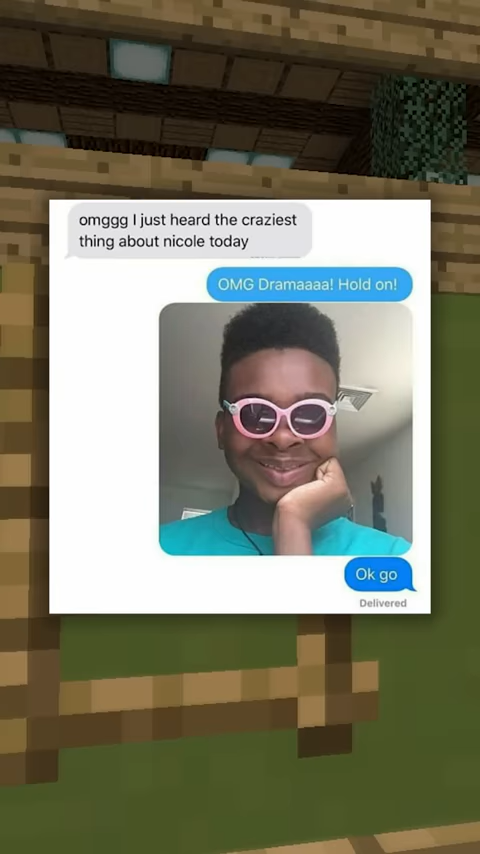 omggg I just heard the craziest
thing about nicole today
OMG Dramaaaa! Hold on!
Ok go
Delivered